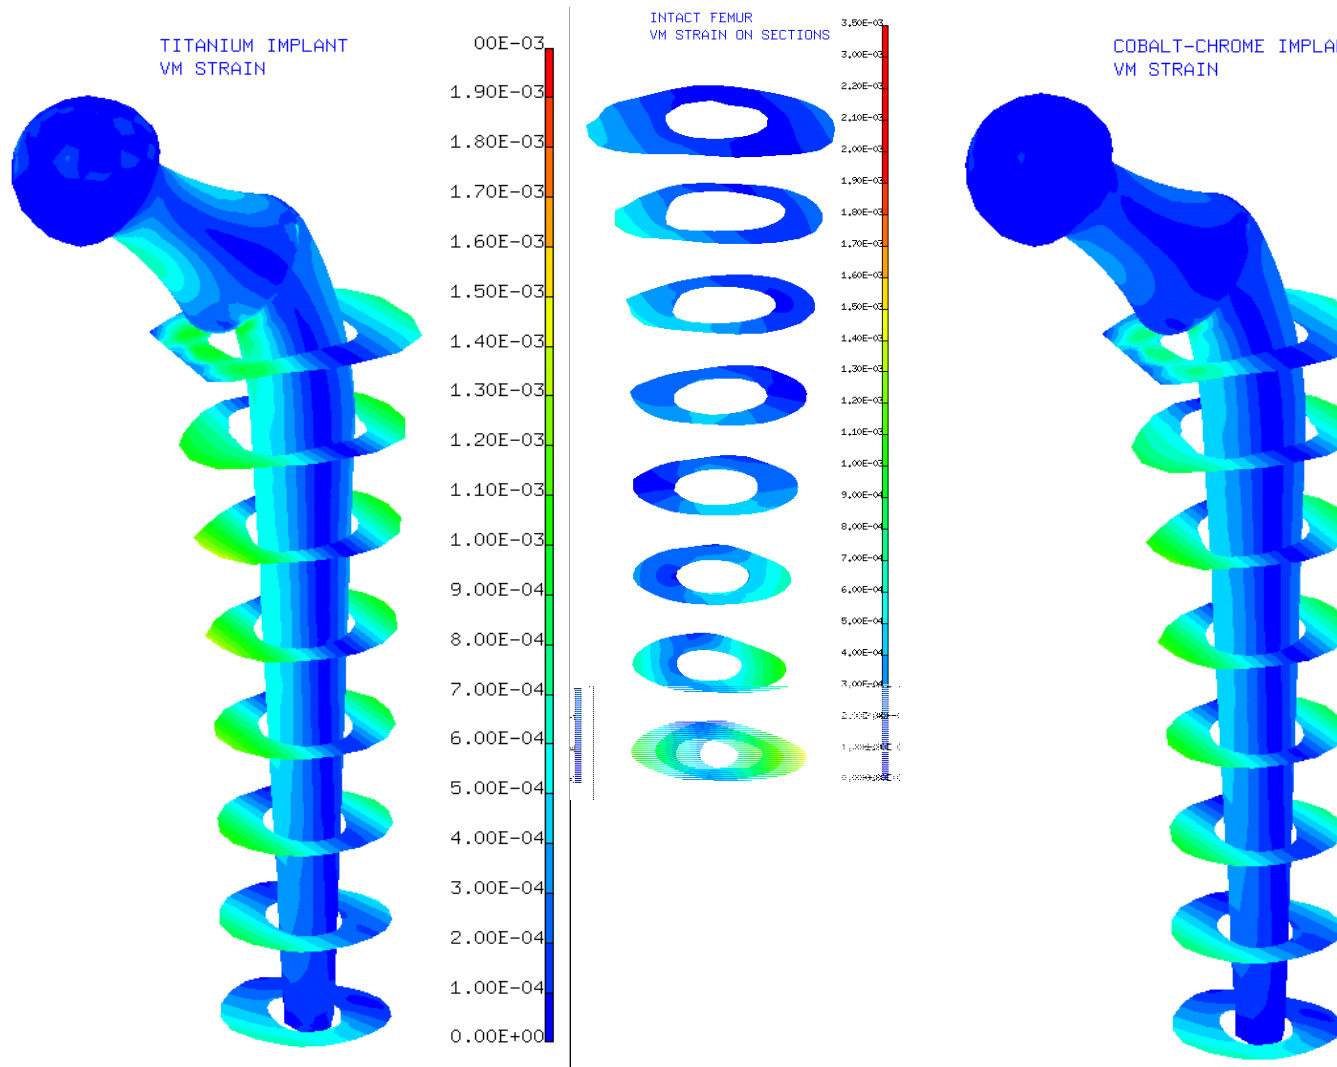 TITANIUM IMPLANT
VM STRAIN
00E-03
1.90E-03
1.80E-03
1.70E-03
1.60E-03
1.50E-03
1.40E-03
1.30E-03
1.20E-03
1.10E-03
1.00E-03
9.00E-04
8.00E-04
7.00E-04
6.00E-04
5.00E-04
4.00E-04
3.00E-04
2.00E-04
1.00E-04
0.00E+00
INTACT FEMUR
VM STRAIN ON SECTIONS
3.50E-03
3.00E-03
2.20E-03
2.10E-03
2.00E-03
1.90E-03
1.80E-03
1.70E-03
1.60E-03
1.50E-03
1.40E-03
1.30E-03
1.20E-03
1.10E-03
1.00E-03
9.00E-04
8.00E-04
7.00E-04
6.00E-04
5.00E-04
4.00E-04
3.00E-04
COBALT-CHROME IMPLA
VM STRAIN